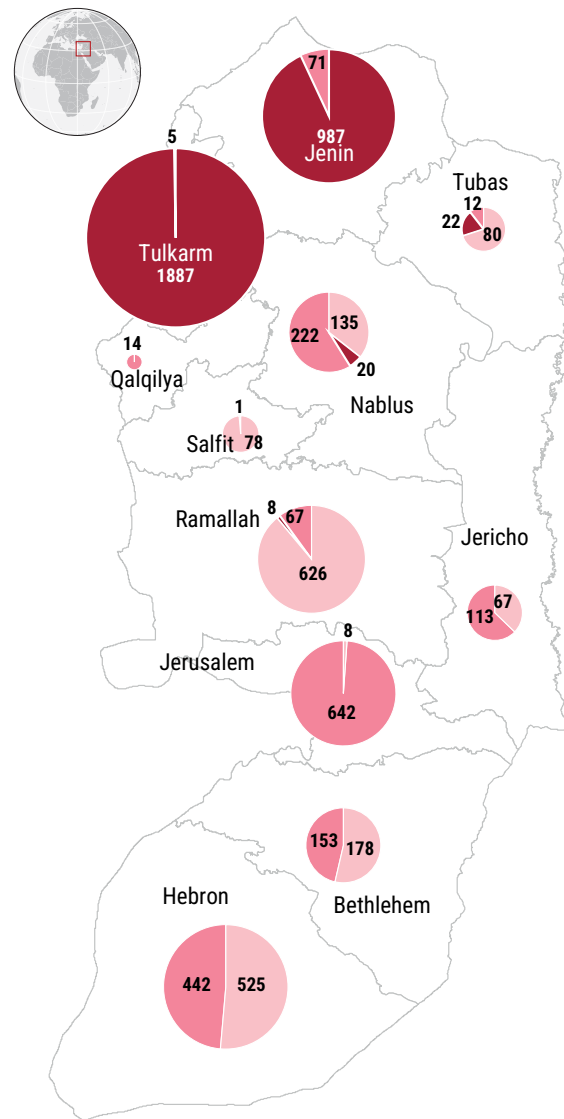 71
987
Jenin
5
Tulkarm
1887
Tubas
12
22
80
14
Qalqilya
222
135
20
Nablus
1
Salfit
78
Ramallah
8
67
626
Jericho
67
113
Jerusalem
8
642
153
178
Bethlehem
Hebron
442
525